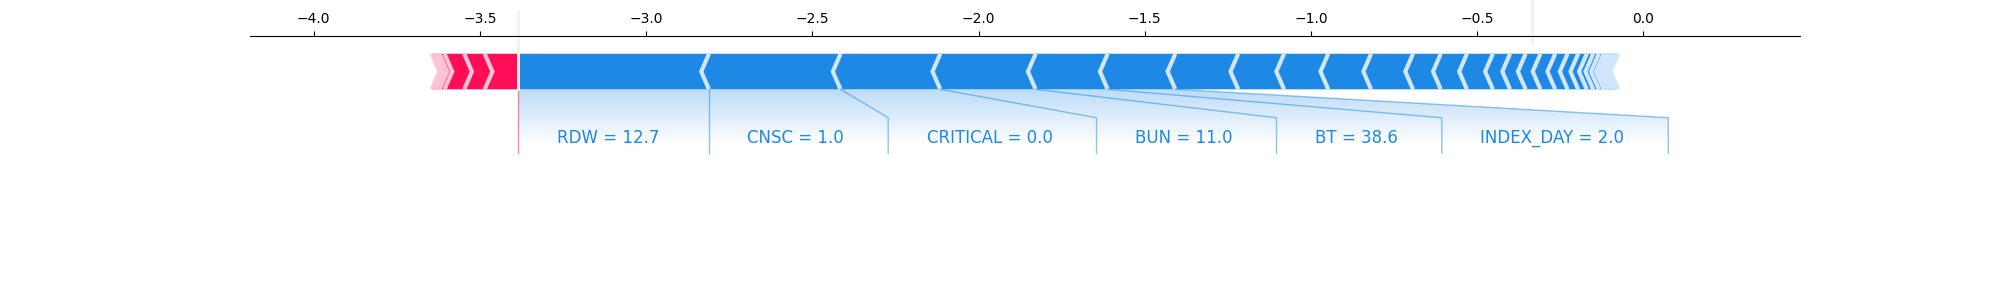 −4.0 −3.5 −3.0 −2.5 −2.0 −1.5 −1.0 −0.5 0.0
RDW = 12.7 CNSC = 1.0 CRITICAL = 0.0 BUN = 11.0 BT = 38.6 INDEX_DAY = 2.0